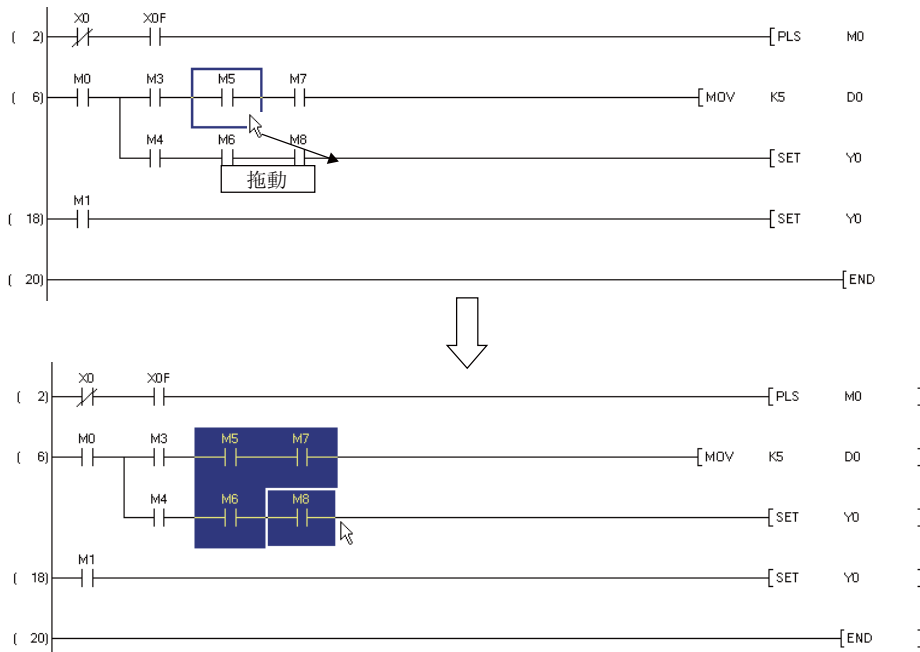 X0 X0F
( 2) [ PLS M0
M0 M3 M5 M7
( 6) [ MOV K5 D0
M4 M6 M8
[ SET Y0
拖動
M1
( 18) [ SET Y0
( 20) [ END
X0 X0F
( 2) [ PLS M0 ]
M0 M3 M5 M7
( 6) [ MOV K5 D0 ]
M4 M6 M8
[ SET Y0 ]
M1
( 18) [ SET Y0 ]
( 20) [ END ]